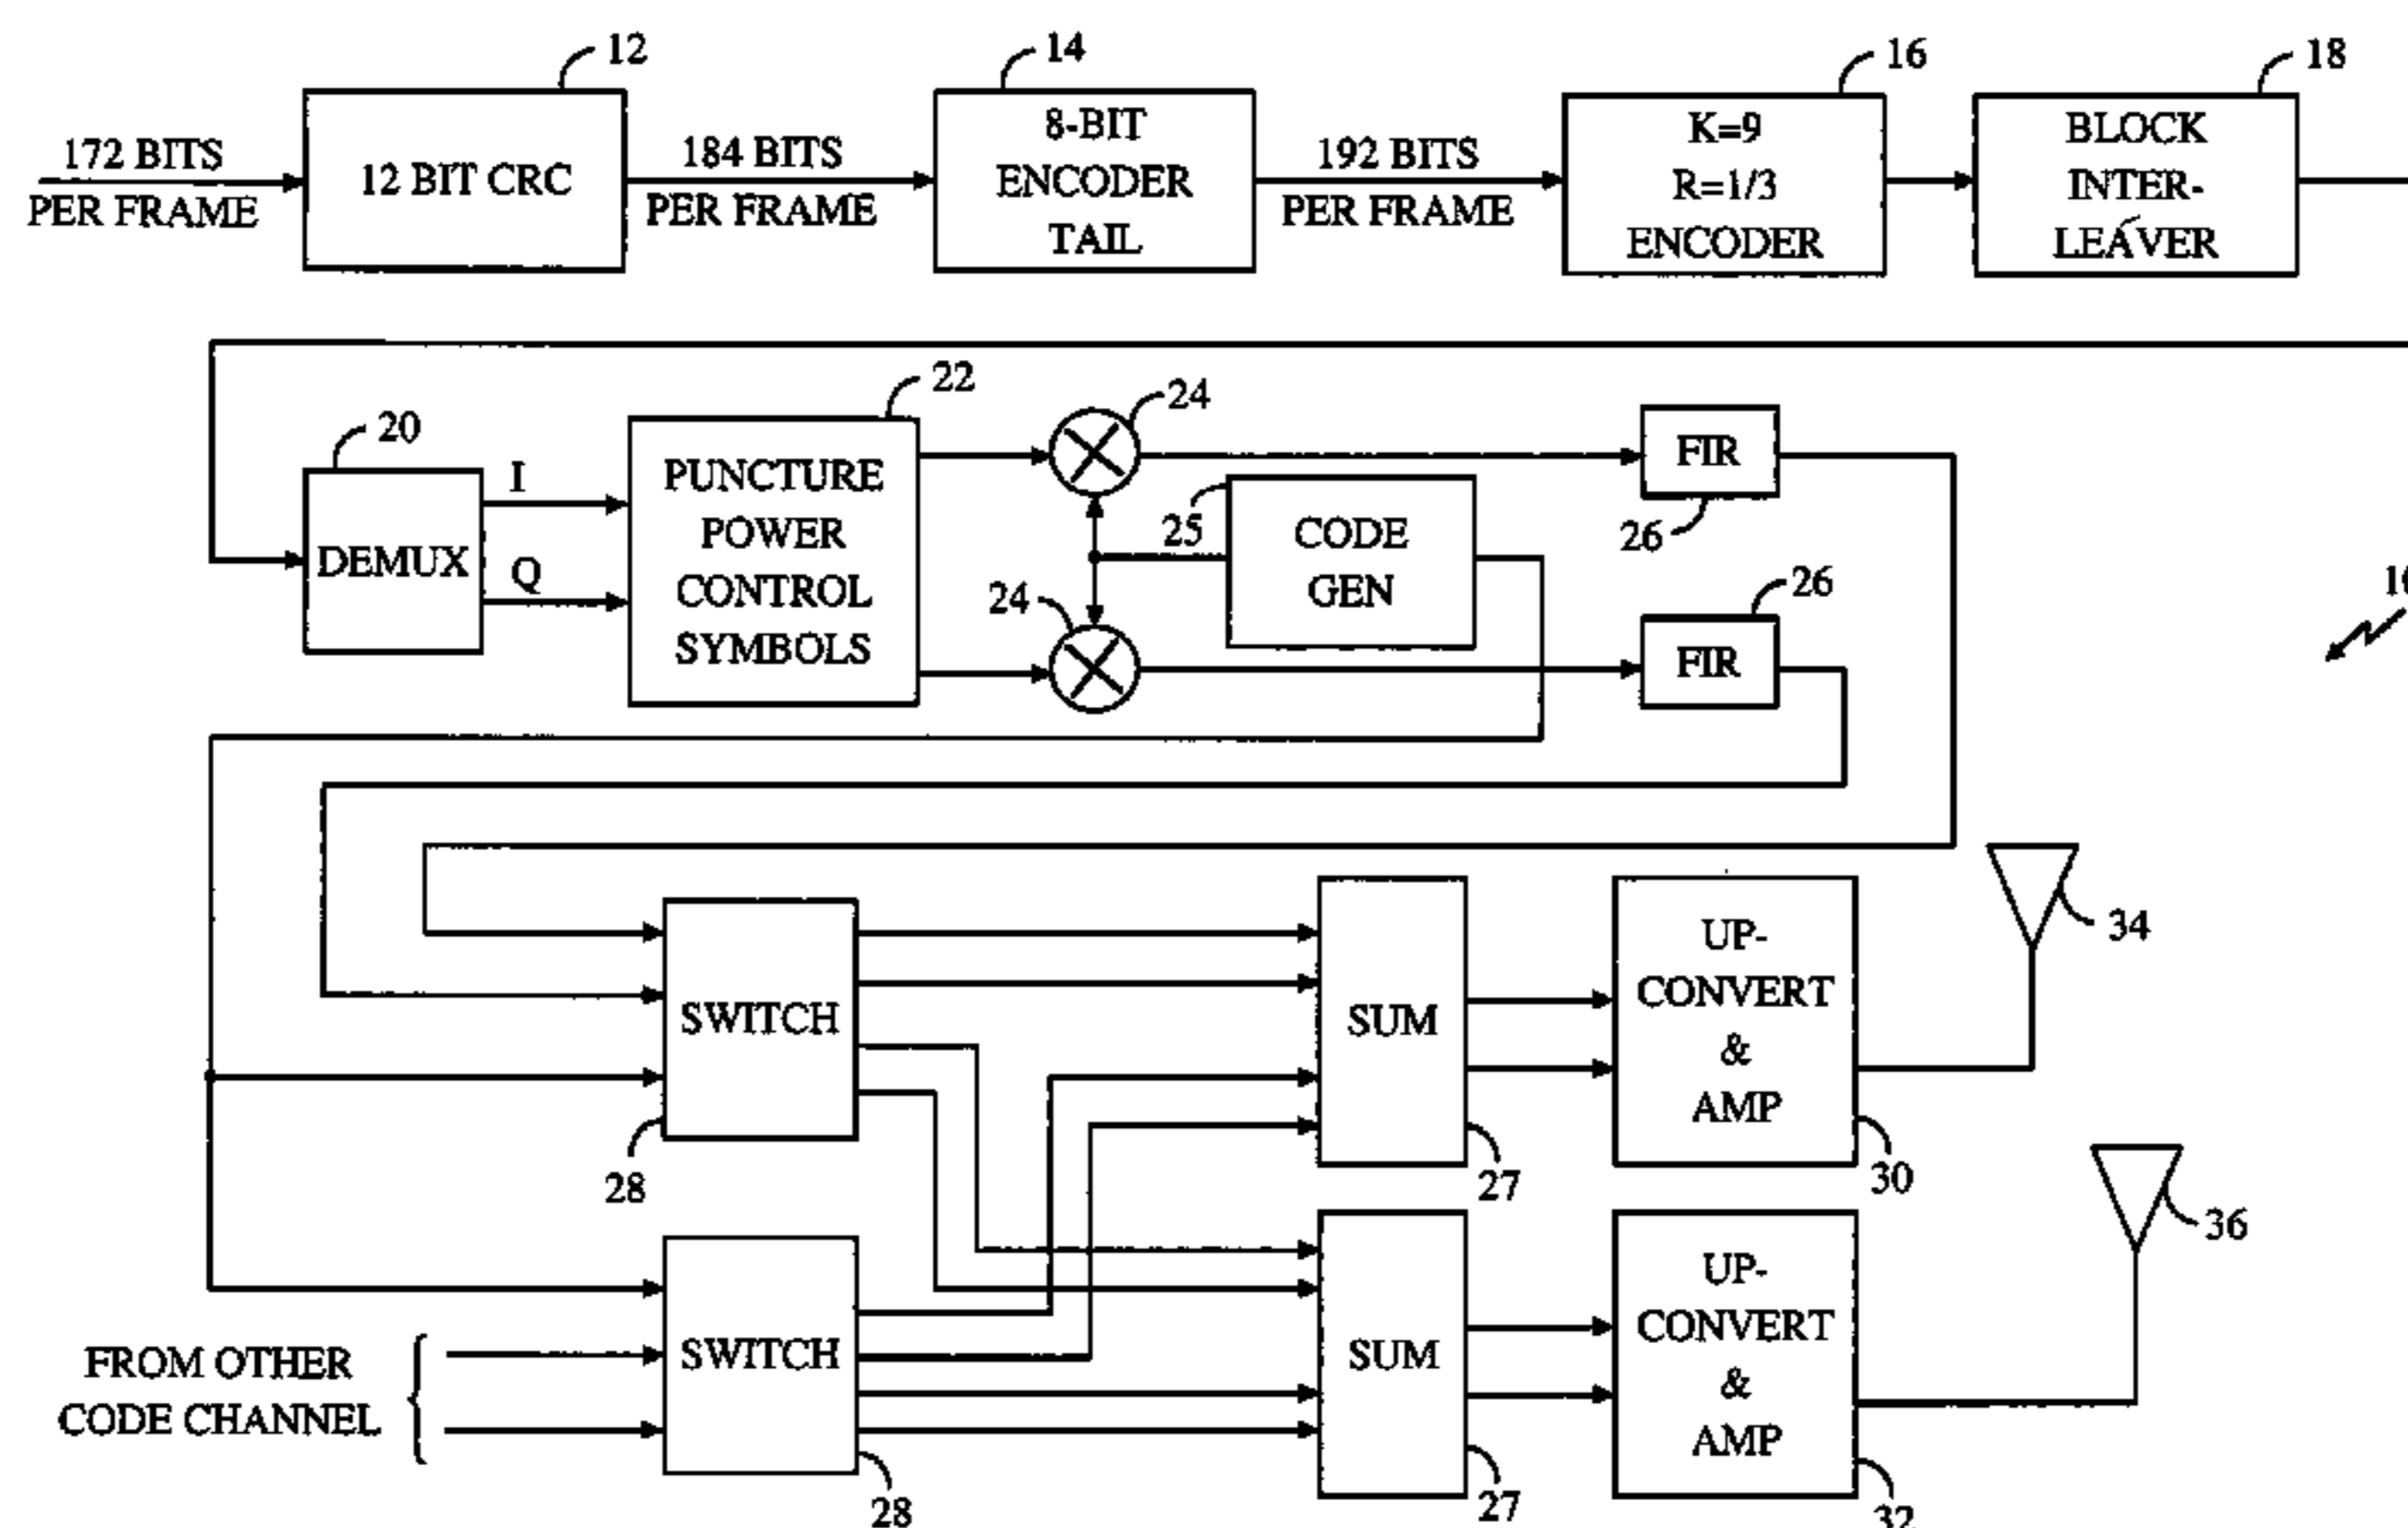 12
14
16
18
172 BITS
PER FRAME
12 BIT CRC
184 BITS
PER FRAME
8-BIT
ENCODER
TAIL
192 BITS
PER FRAME
K=9
R=1/3
ENCODER
BLOCK
INTER-
LEAVER
20
22
24
DEMUX
I
Q
PUNCTURE
POWER
CONTROL
SYMBOLS
24
25
CODE
GEN
FIR
26
26
FIR
34
SWITCH
28
SUM
27
UP-
CONVERT
&
AMP
30
36
FROM OTHER
CODE CHANNEL
SWITCH
28
SUM
27
UP-
CONVERT
&
AMP
32